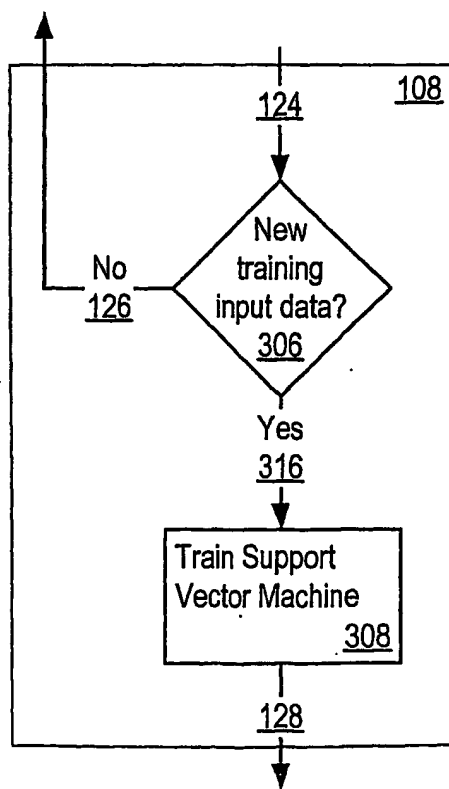 108
124
New
training
input data?
306
No
126
Yes
316
Train Support
Vector Machine
308
128